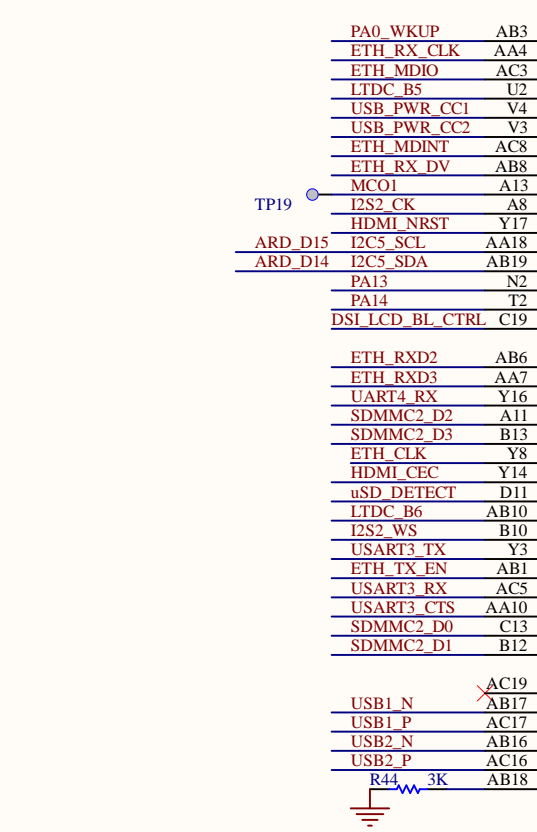 PA0_WKUP AB3
ETH_RX_CLK AA4
ETH_MDIO AC3
LTDC_B5 U2
USB_PWR_CC1 V4
USB_PWR_CC2 V3
ETH_MDINT AC8
ETH_RX_DV AB8
MCO1 A13
TP19 I2S2_CK A8
HDMI_NRST Y17
ARD_D15 I2C5_SCL AA18
ARD_D14 I2C5_SDA AB19
PA13 N2
PA14 T2
DSI_LCD_BL_CTRL C19
ETH_RXD2 AB6
ETH_RXD3 AA7
UART4_RX Y16
SDMMC2_D2 A11
SDMMC2_D3 B13
ETH_CLK Y8
HDMI_CEC Y14
uSD_DETECT D11
LTDC_B6 AB10
I2S2_WS B10
USART3_TX Y3
ETH_TX_EN AB1
USART3_RX AC5
USART3_CTS AA10
SDMMC2_D0 C13
SDMMC2_D1 B12
AC19
USB1_N AB17
USB1_P AC17
USB2_N AB16
USB2_P AC16
R44 3K AB18